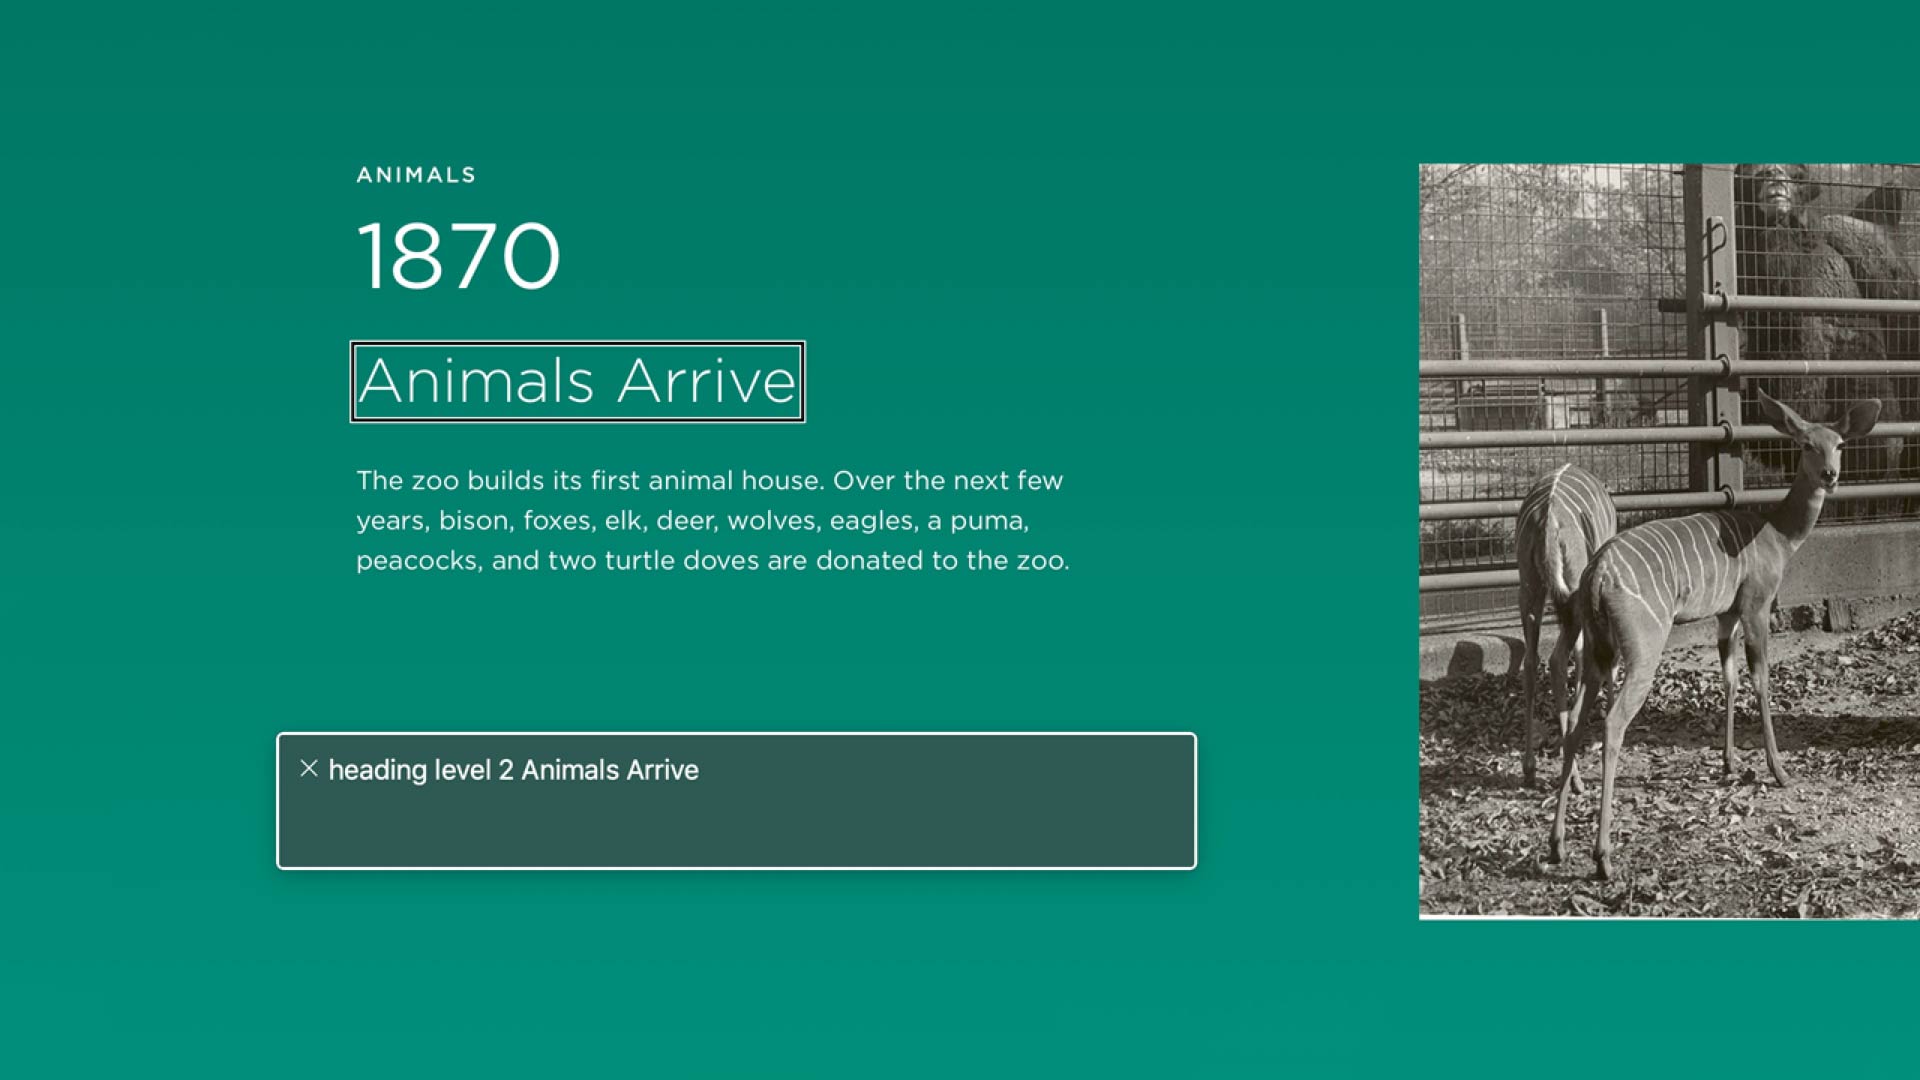 ANIMALS
1870
Animals Arrive
The zoo builds its first animal house. Over the next few
years, bison, foxes, elk, deer, wolves, eagles, a puma,
peacocks, and two turtle doves are donated to the zoo.
heading level 2 Animals Arrive